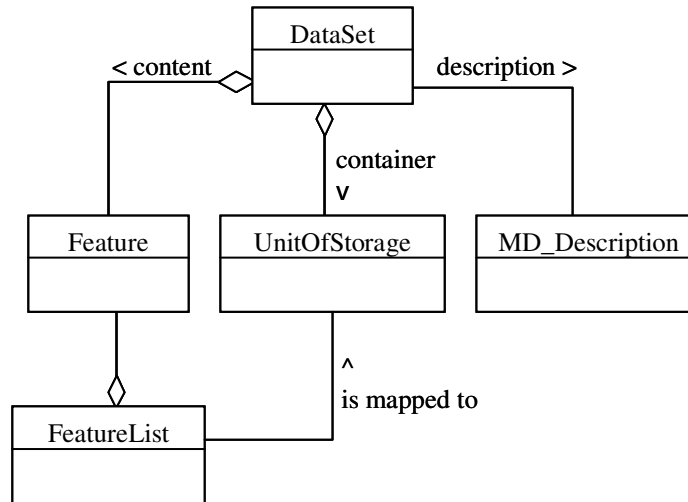 DataSet
< content
description >
container
v
Feature
UnitOfStorage
MD_Description
^
is mapped to
FeatureList